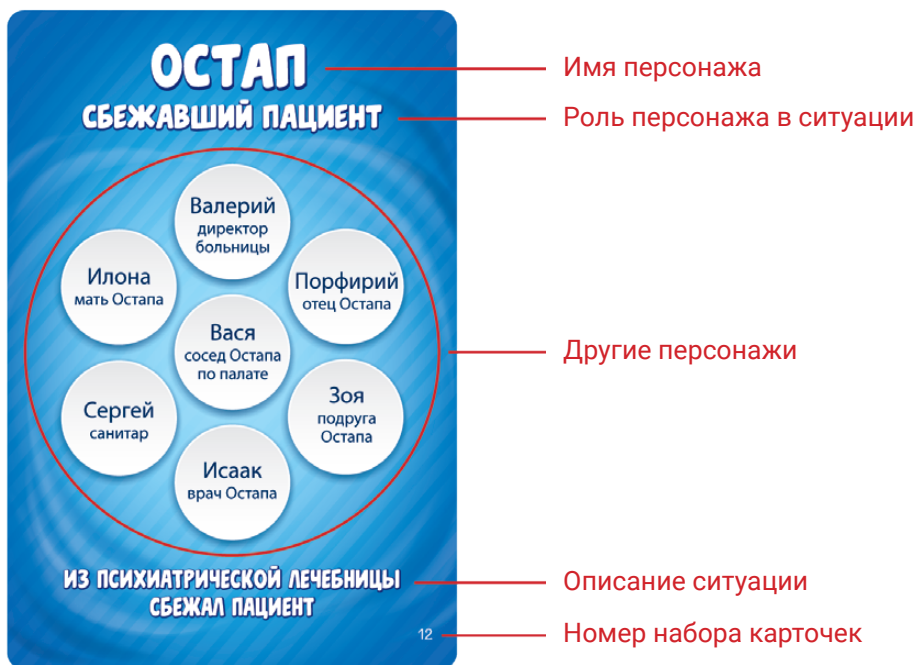 ОСТАП
СБЕЖАВШИЙ ПАЦИЕНТ
Валерий
директор
больницы
Илона
мать Остапа
Порфирий
отец Остапа
Вася
сосед Остапа
по палате
Сергей
санитар
Зоя
подруга
Остапа
Исаак
врач Остапа
ИЗ ПСИХИАТРИЧЕСКОЙ ЛЕЧЕБНИЦЫ
СБЕЖАЛ ПАЦИЕНТ
12
Имя персонажа
Роль персонажа в ситуации
Другие персонажи
Описание ситуации
Номер набора карточек